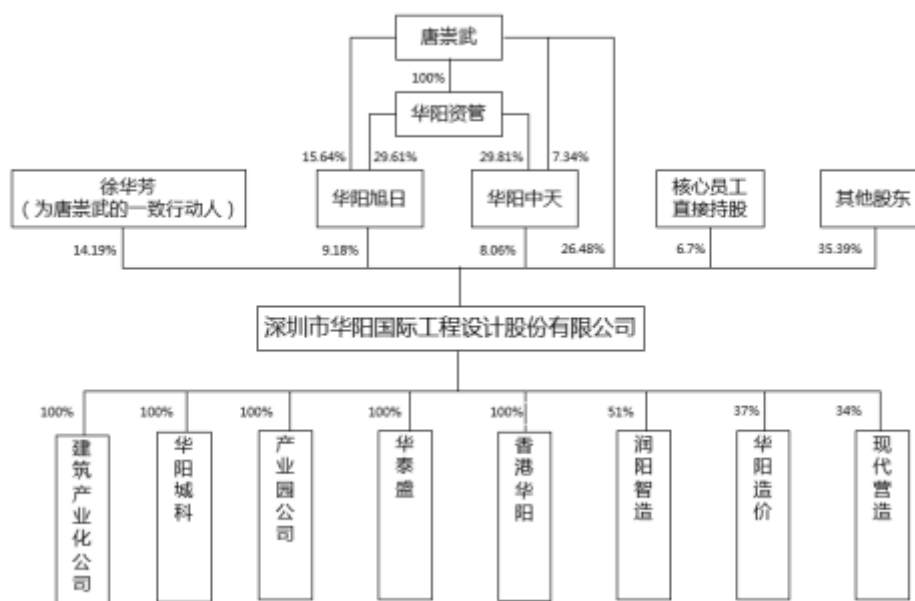 唐崇武
100%
华阳资管
15.64%
29.61%
29.81%
7.34%
徐华芳
（为唐崇武的一致行动人）
华阳旭日
华阳中天
核心员工
直接持股
其他股东
14.19%
9.18%
8.06%
26.48%
6.7%
35.39%
深圳市华阳国际工程设计股份有限公司
100%
100%
100%
100%
100%
51%
37%
34%
建筑产业化公司
华阳城科
产业园公司
华泰盛
香港华阳
润阳智造
华阳造价
现代营造